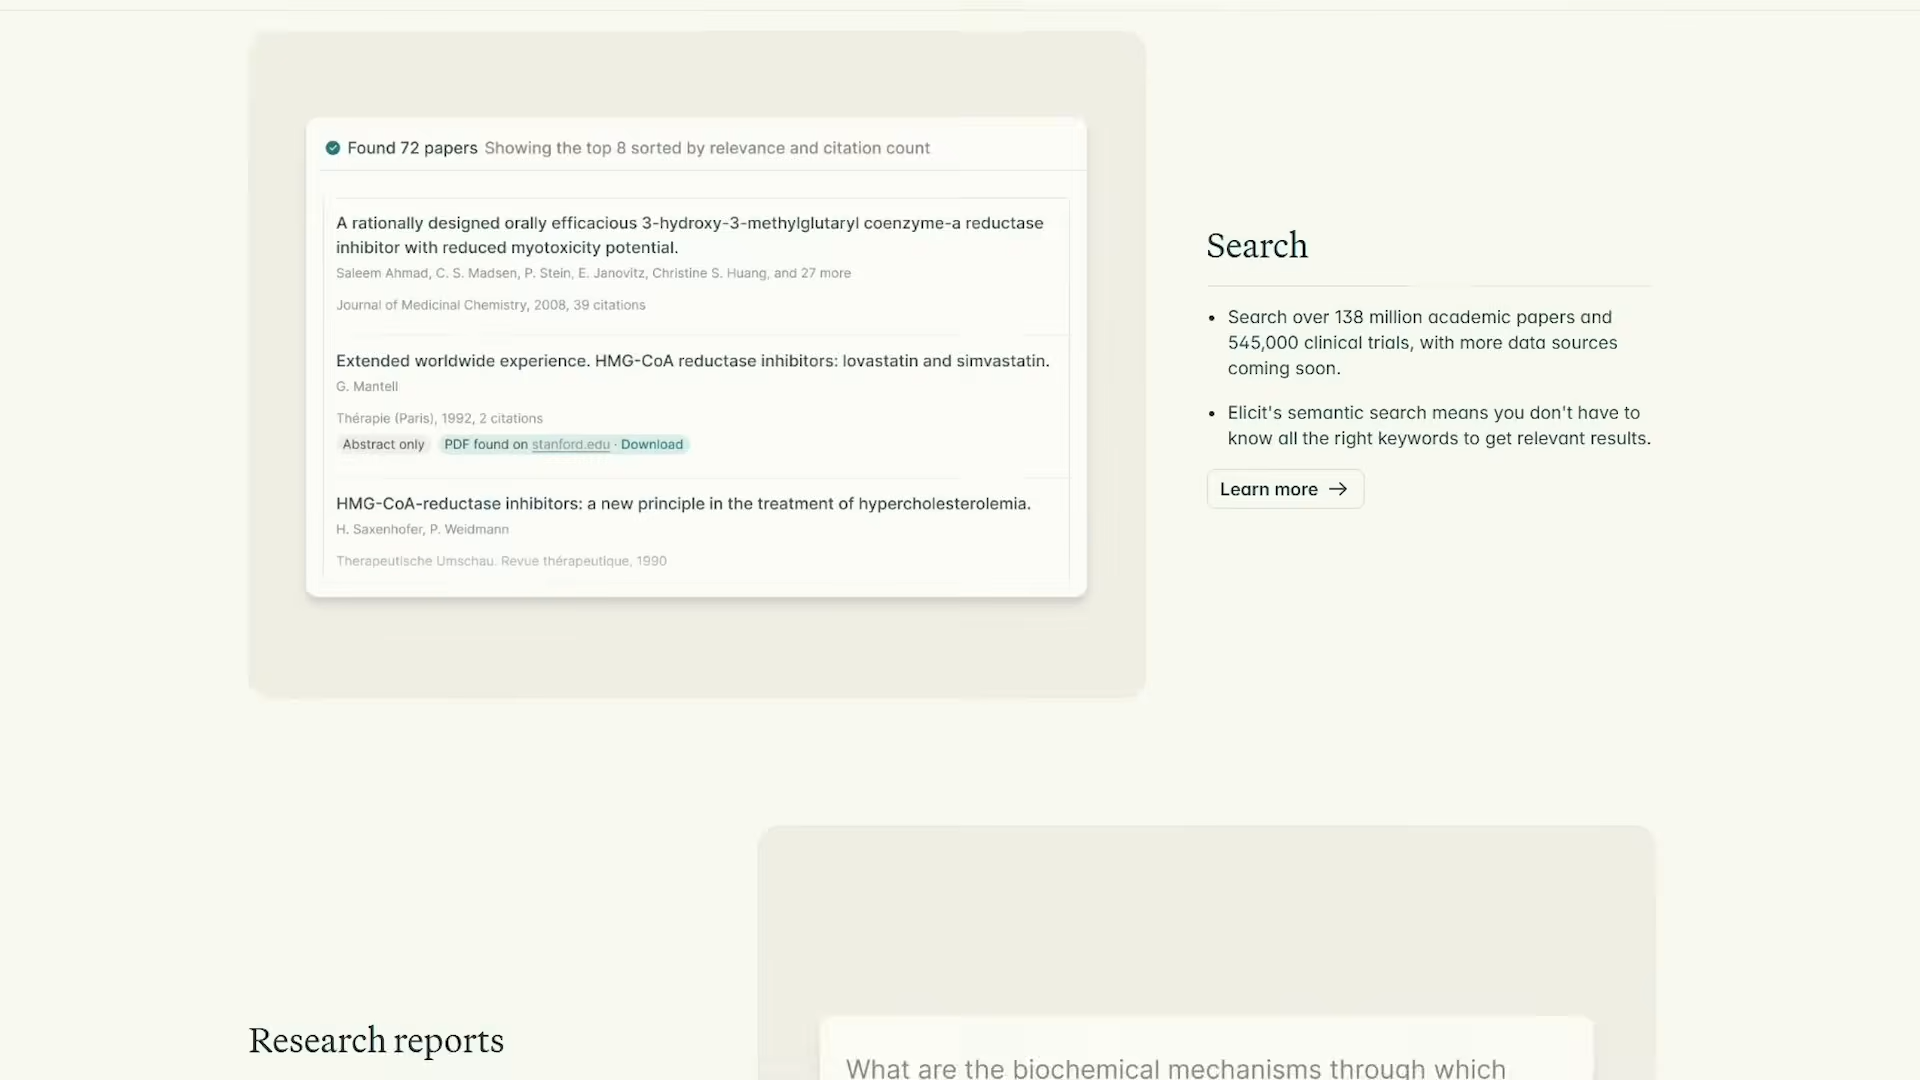 Found 72 papers Showing the top 8 sorted by relevance and citation count
A rationally designed orally efficacious 3-hydroxy-3-methylglutaryl coenzyme-a reductase
inhibitor with reduced myotoxicity potential.
Saleem Ahmad, C. S. Madsen, P. Stein, E. Janovitz, Christine S. Huang, and 27 more
Journal of Medicinal Chemistry, 2008, 39 citations
Extended worldwide experience. HMG-CoA reductase inhibitors: lovastatin and simvastatin.
G. Mantell
Thérapie (Paris), 1992, 2 citations
Abstract only PDF found on stanford.edu · Download
HMG-CoA-reductase inhibitors: a new principle in the treatment of hypercholesterolemia.
H. Saxenhofer, P. Weidmann
Therapeutische Umschau. Revue thérapeutique, 1990
Search
• Search over 138 million academic papers and
545,000 clinical trials, with more data sources
coming soon.
• Elicit's semantic search means you don't have to
know all the right keywords to get relevant results.
Learn more →
Research reports
What are the biochemical mechanisms through which